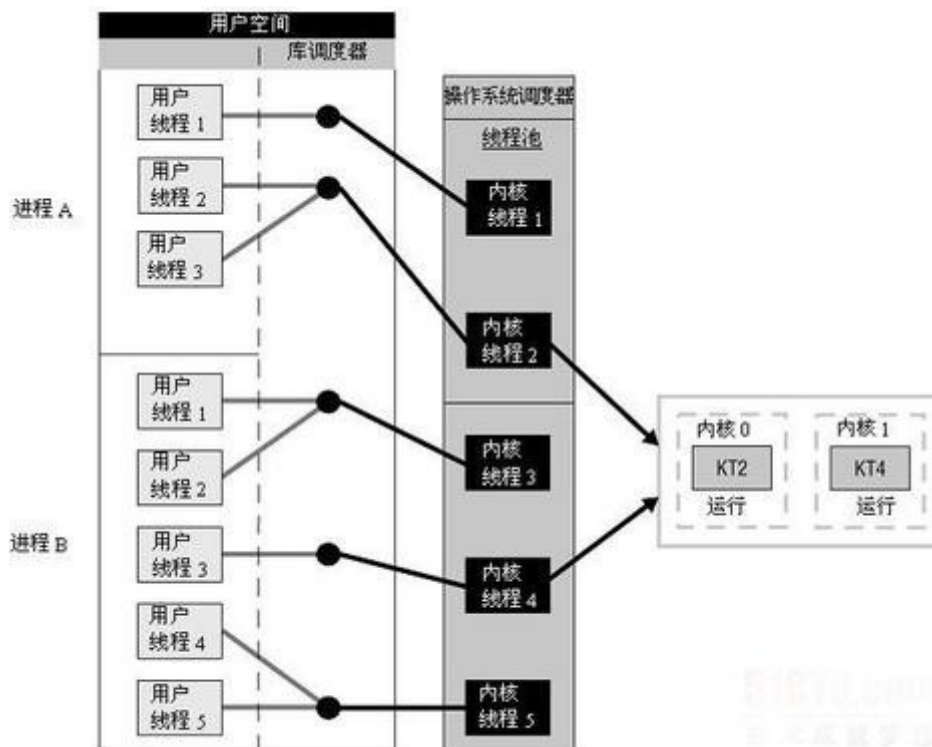 用户空间
库调度器
进程 A
用户
线程 1
用户
线程 2
用户
线程 3
进程 B
用户
线程 1
用户
线程 2
用户
线程 3
用户
线程 4
用户
线程 5
操作系统调度器
线程池
内核
线程 1
内核
线程 2
内核
线程 3
内核
线程 4
内核
线程 5
内核 0
KT2
运行
内核 1
KT4
运行